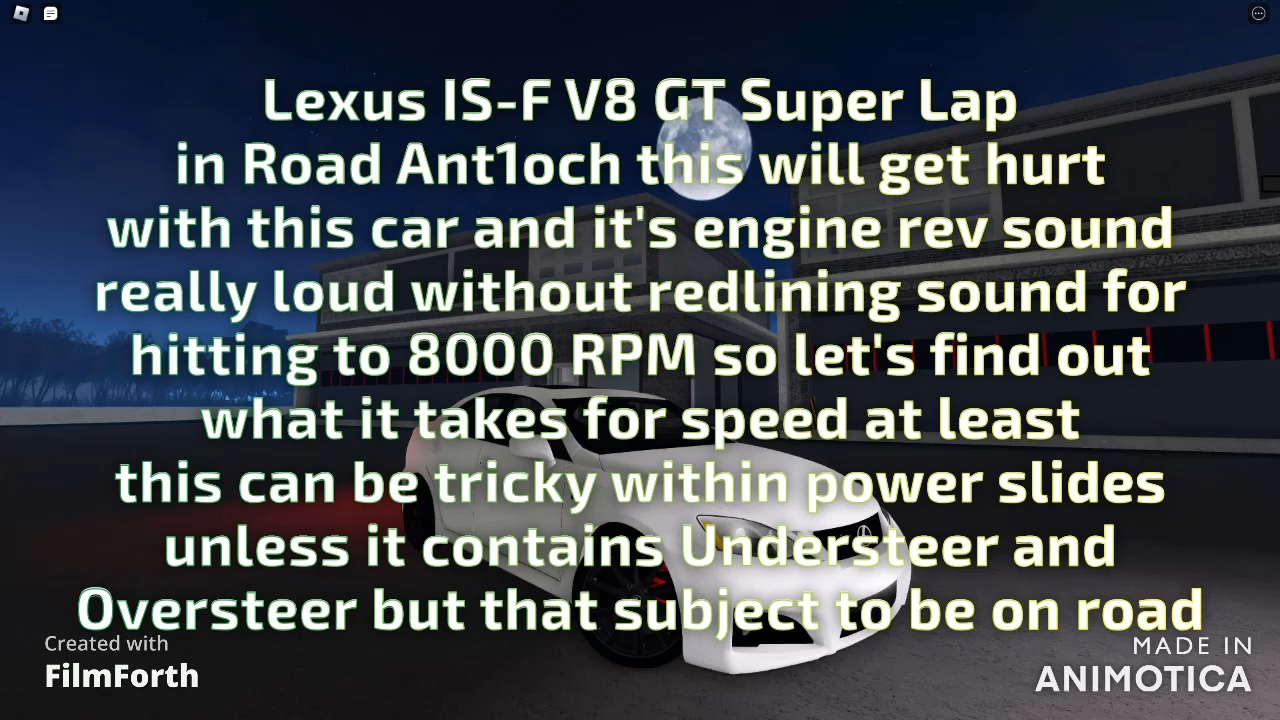 Lexus IS-F V8 GT Super Lap
in Road Ant1och this will get hurt
with this car and it's engine rev sound
really loud without redlining sound for
hitting to 8000 RPM so let's find out
what it takes for speed at least
this can be tricky within power slides
unless it contains Understeer and
Oversteer but that subject to be on road
Created with
FilmForth
MADE IN
ANIMOTICA